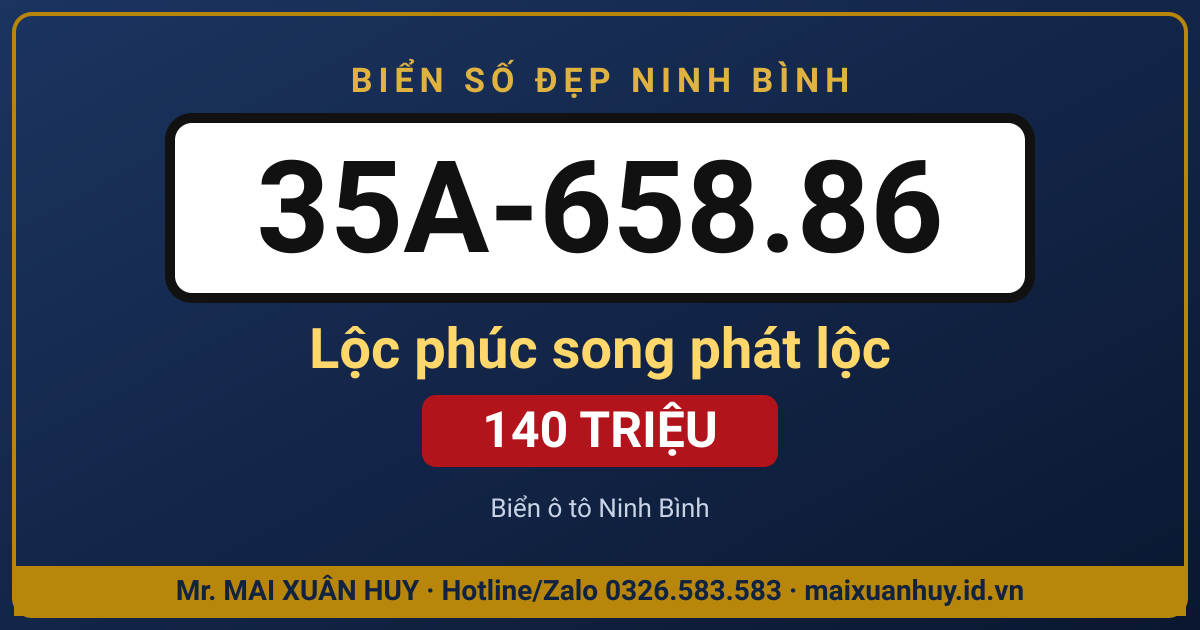 BIỂN SỐ ĐẸP NINH BÌNH
35A-658.86
Lộc phúc song phát lộc
140 TRIỆU
Biển ô tô Ninh Bình
Mr. MAI XUÂN HUY · Hotline/Zalo 0326.583.583 · maixuanhuy.id.vn